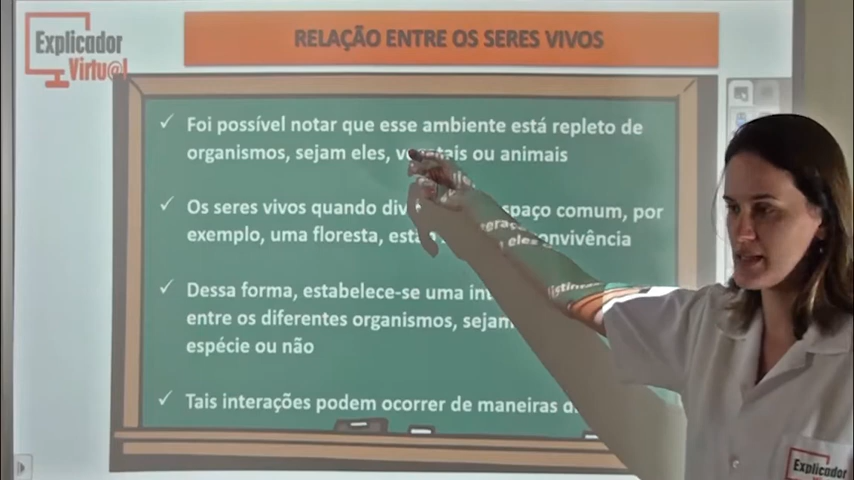 Explicador
Virtu@l
RELAÇÃO ENTRE OS SERES VIVOS
✓ Foi possível notar que esse ambiente está repleto de
organismos, sejam eles, vegetais ou animais
✓ Os seres vivos quando espaço comum, por
exemplo, uma floresta, convivência
✓ Dessa forma, estabelece-se uma
entre os diferentes organismos, sejam
espécie ou não
✓ Tais interações podem ocorrer de maneiras
Explicador